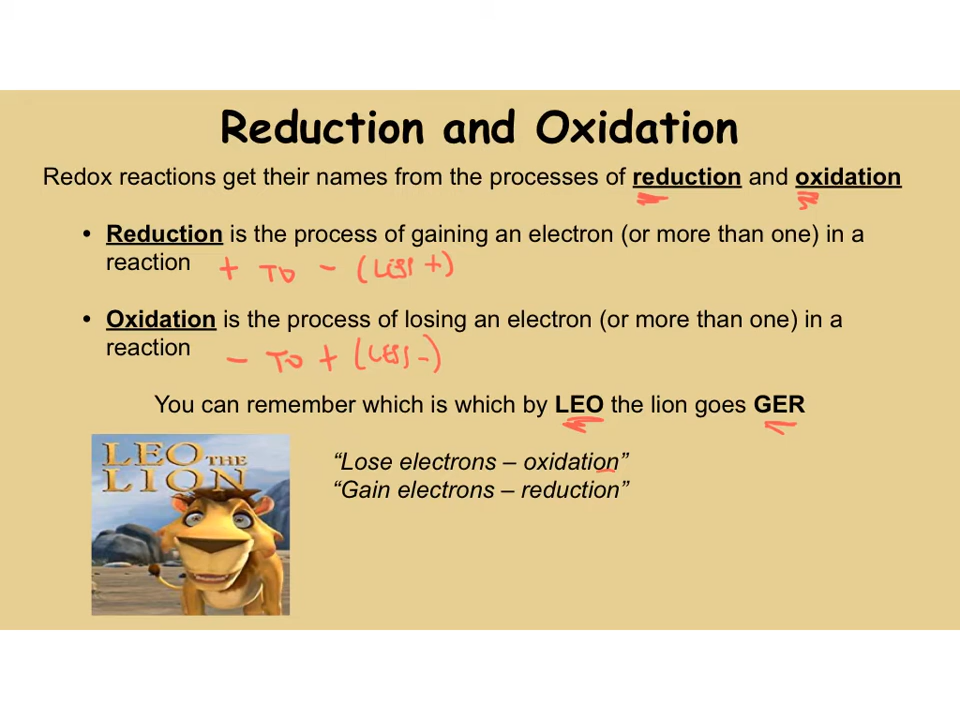 Reduction and Oxidation
Redox reactions get their names from the processes of reduction and oxidation
• Reduction is the process of gaining an electron (or more than one) in a
reaction + TO - (LESS +)
• Oxidation is the process of losing an electron (or more than one) in a
reaction - TO + (LESS -)
You can remember which is which by LEO the lion goes GER
LEO THE
LION
“Lose electrons – oxidation”
“Gain electrons – reduction”